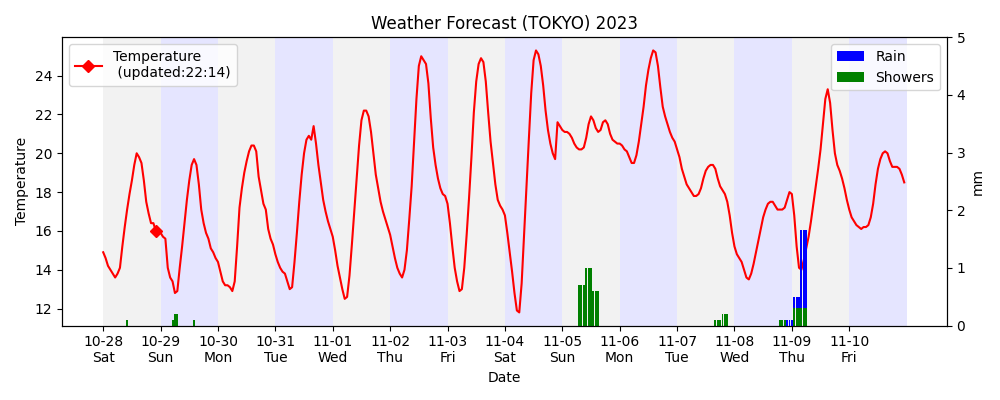 Weather Forecast (TOKYO) 2023
Temperature
(updated:22:14)
Rain
Showers
Temperature
24
22
20
18
16
14
12
5
4
3
2
1
0
mm
10-28 10-29 10-30 10-31 11-01 11-02 11-03 11-04 11-05 11-06 11-07 11-08 11-09 11-10
Sat Sun Mon Tue Wed Thu Fri Sat Sun Mon Tue Wed Thu Fri
Date